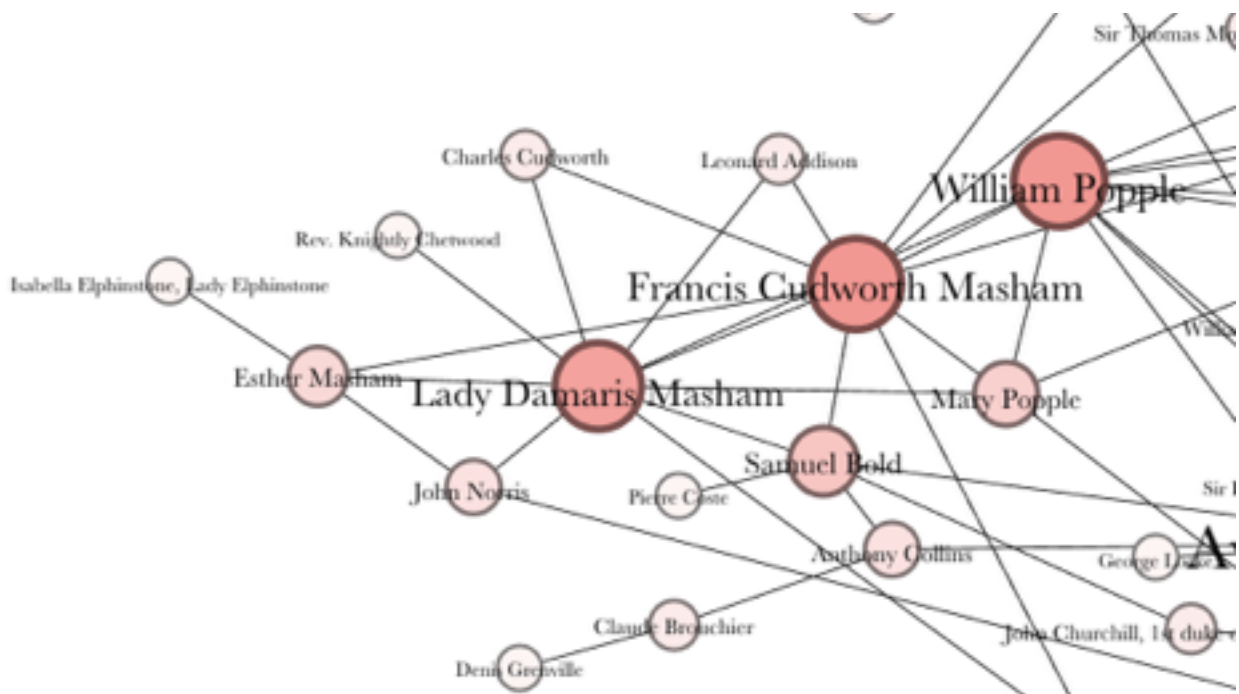 Sir Thomas
Charles Cudworth
Leonard Addison
William Popple
Rev. Knightly Chetwood
Isabella Elphinstone, Lady Elphinstone
Francis Cudworth Masham
Esther Masham
Lady Damaris Masham
Mary Popple
Samuel Bold
John Norris
Pierre Coste
Sir
Anthony Collins
George
Claude Brouchier
John Churchill, 1st duke
Denis Grenville